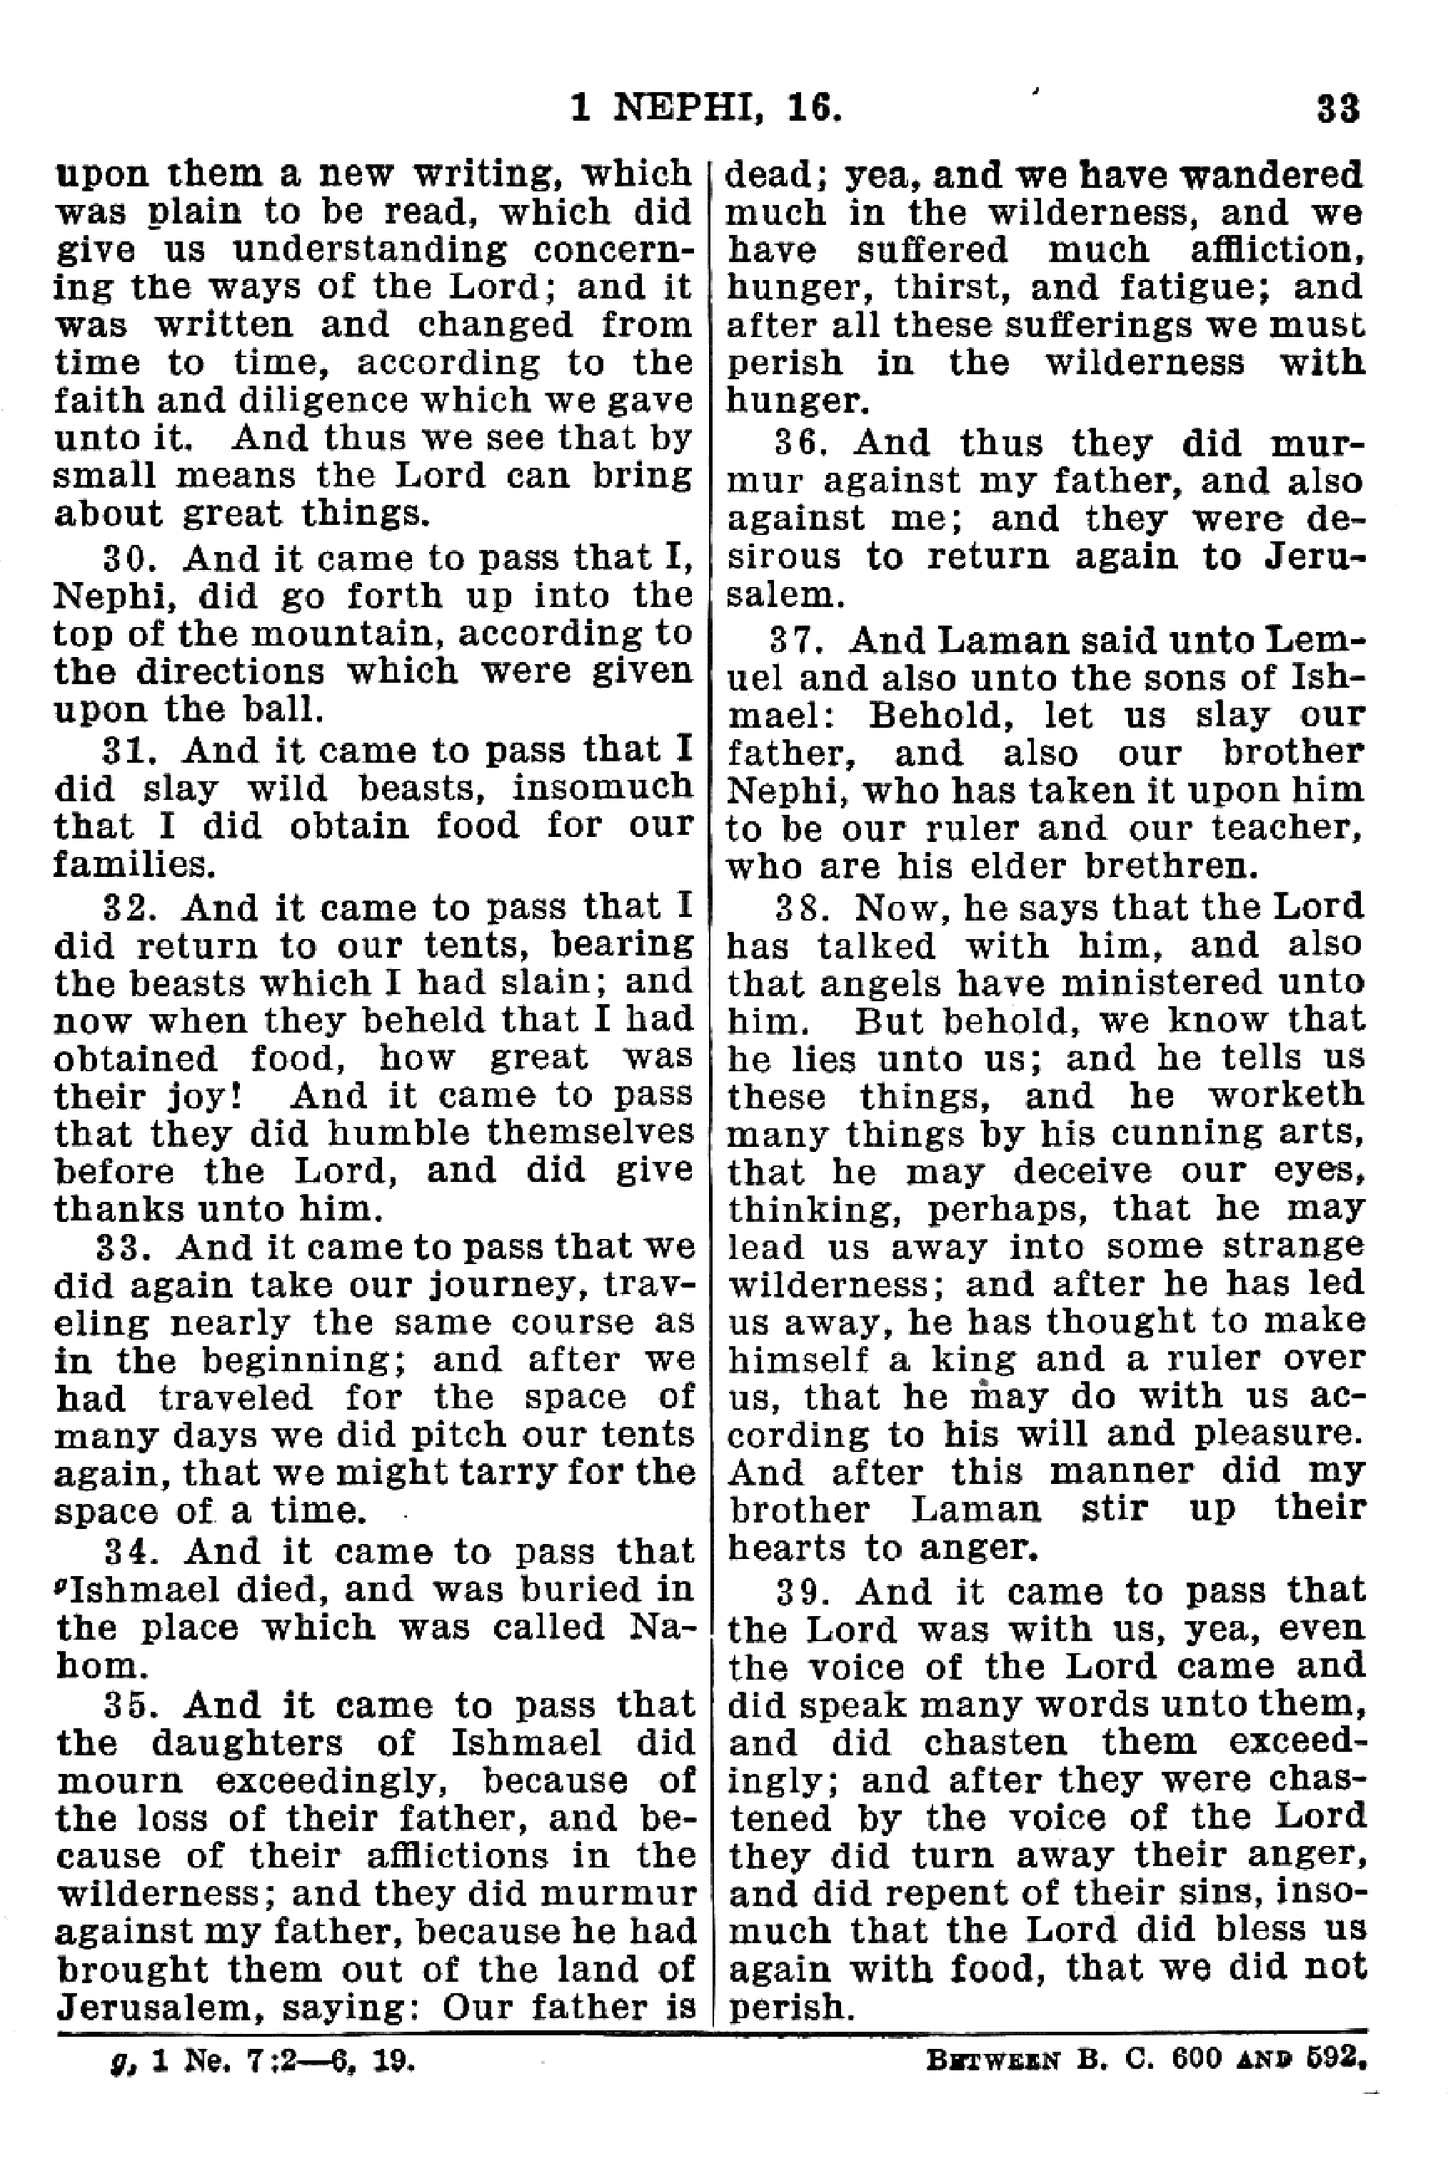 1 NEPHI, 16.
33
upon them a new writing, which
was plain to be read, which did
give us understanding concern-
ing the ways of the Lord; and it
was written and changed from
time to time, according to the
faith and diligence which we gave
unto it. And thus we see that by
small means the Lord can bring
about great things.
30. And it came to pass that I,
Nephi, did go forth up into the
top of the mountain, according to
the directions which were given
upon the ball.
31. And it came to pass that I
did slay wild beasts, insomuch
that I did obtain food for our
families.
32. And it came to pass that I
did return to our tents, bearing
the beasts which I had slain; and
now when they beheld that I had
obtained food, how great was
their joy! And it came to pass
that they did humble themselves
before the Lord, and did give
thanks unto him.
33. And it came to pass that we
did again take our journey, trav-
eling nearly the same course as
in the beginning; and after we
had traveled for the space of
many days we did pitch our tents
again, that we might tarry for the
space of a time.
34. And it came to pass that
gIshmael died, and was buried in
the place which was called Na-
hom.
35. And it came to pass that
the daughters of Ishmael did
mourn exceedingly, because of
the loss of their father, and be-
cause of their afflictions in the
wilderness; and they did murmur
against my father, because he had
brought them out of the land of
Jerusalem, saying: Our father is
dead; yea, and we have wandered
much in the wilderness, and we
have suffered much affliction,
hunger, thirst, and fatigue; and
after all these sufferings we must
perish in the wilderness with
hunger.
36. And thus they did mur-
mur against my father, and also
against me; and they were de-
sirous to return again to Jeru-
salem.
37. And Laman said unto Lem-
uel and also unto the sons of Ish-
mael: Behold, let us slay our
father, and also our brother
Nephi, who has taken it upon him
to be our ruler and our teacher,
who are his elder brethren.
38. Now, he says that the Lord
has talked with him, and also
that angels have ministered unto
him. But behold, we know that
he lies unto us; and he tells us
these things, and he worketh
many things by his cunning arts,
that he may deceive our eyes,
thinking, perhaps, that he may
lead us away into some strange
wilderness; and after he has led
us away, he has thought to make
himself a king and a ruler over
us, that he may do with us ac-
cording to his will and pleasure.
And after this manner did my
brother Laman stir up their
hearts to anger.
39. And it came to pass that
the Lord was with us, yea, even
the voice of the Lord came and
did speak many words unto them,
and did chasten them exceed-
ingly; and after they were chas-
tened by the voice of the Lord
they did turn away their anger,
and did repent of their sins, inso-
much that the Lord did bless us
again with food, that we did not
perish.
g, 1 Ne. 7:2—6, 19.
BETWEEN B. C. 600 AND 592.